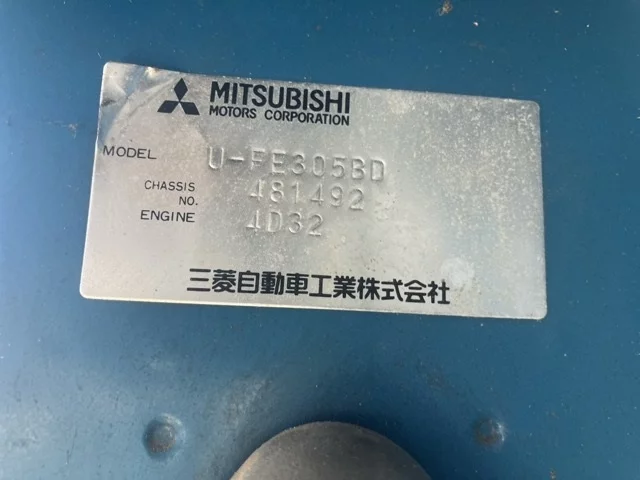 MITSUBISHI
MOTORS CORPORATION
MODEL U-FE305BD
CHASSIS NO. 481492
ENGINE 4D32
三菱自動車工業株式会社